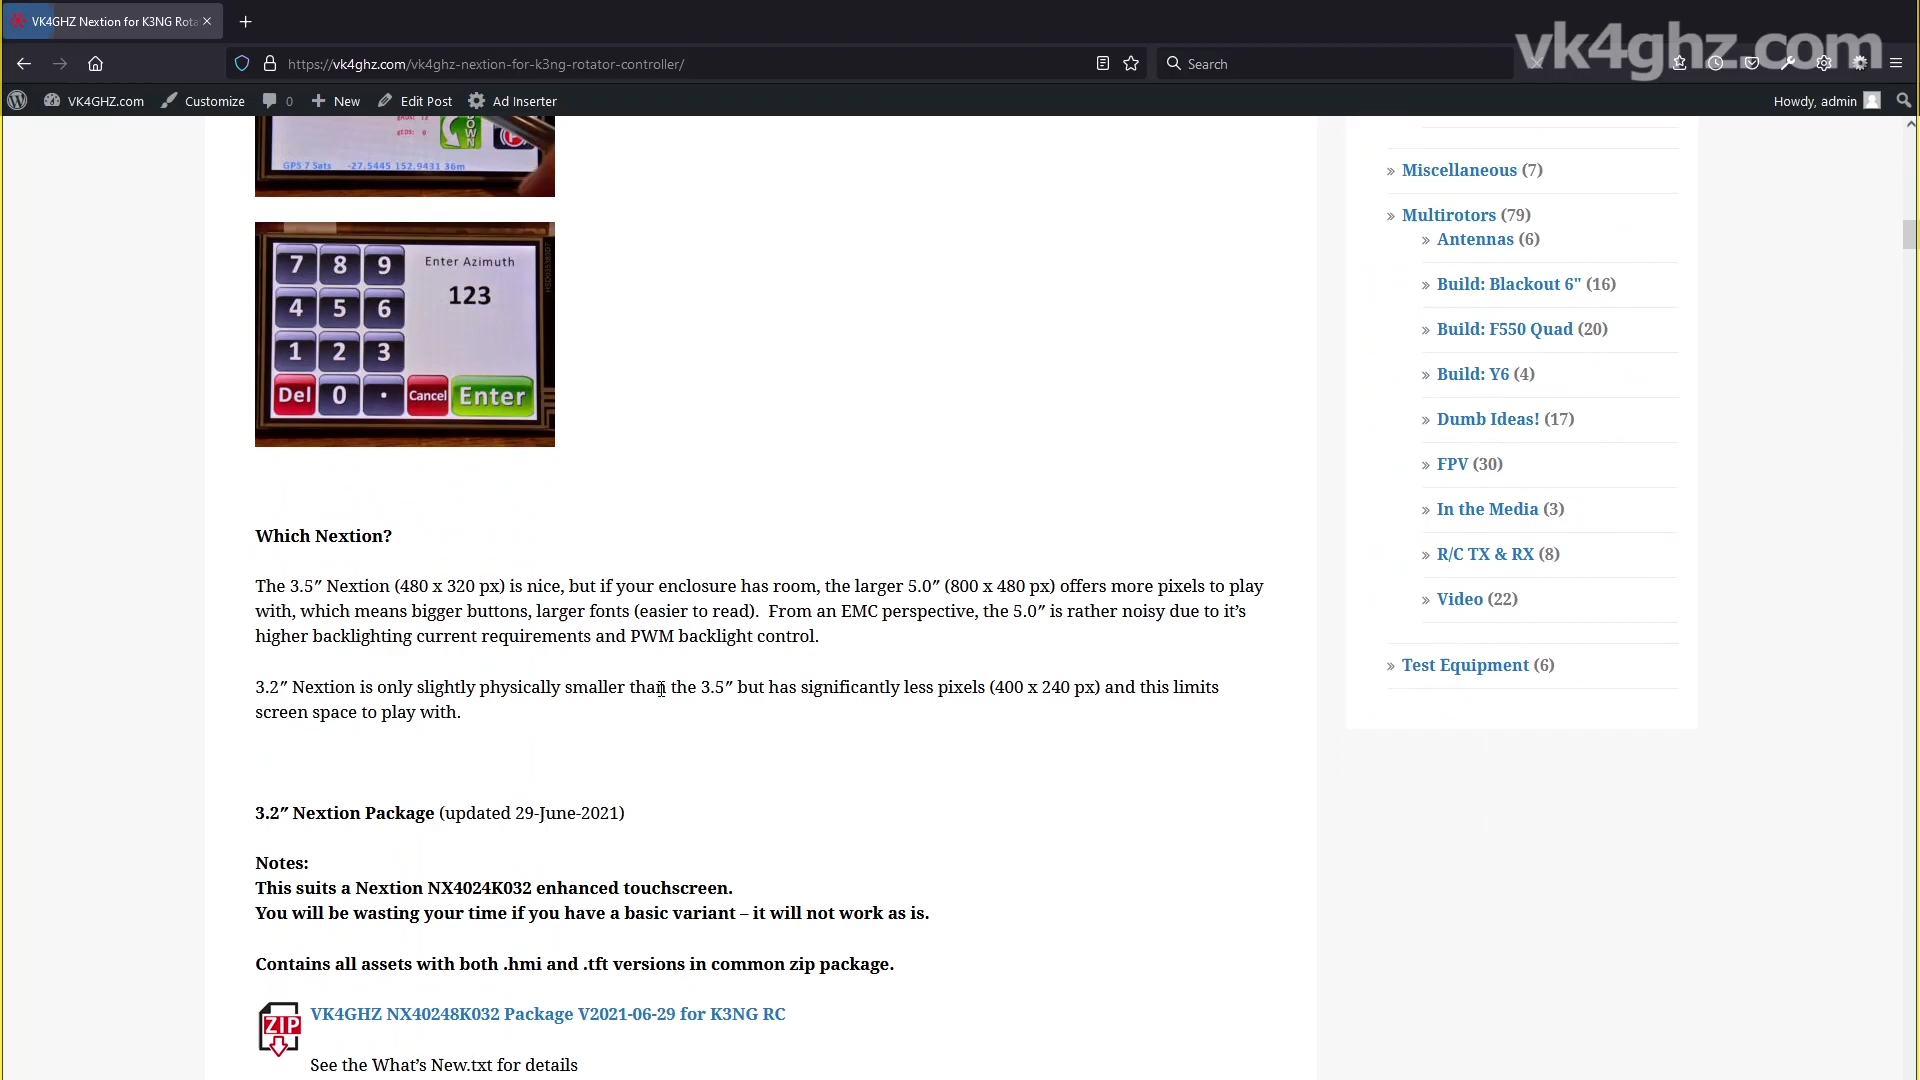 VK4GHZ Nextion for K3NG Rota
vk4ghz.com
https://vk4ghz.com/vk4ghz-nextion-for-k3ng-rotator-controller/
Search
VK4GHZ.com
Customize
0
New
Edit Post
Ad Inserter
Howdy, admin
gEDS: 0
DOWN
GPS 7 Sats -27.5445 152.9431 36m
7 8 9
Enter Azimuth
123
4 5 6
1 2 3
Del 0 . Cancel Enter
Which Nextion?
The 3.5″ Nextion (480 x 320 px) is nice, but if your enclosure has room, the larger 5.0″ (800 x 480 px) offers more pixels to play
with, which means bigger buttons, larger fonts (easier to read).  From an EMC perspective, the 5.0″ is rather noisy due to it’s
higher backlighting current requirements and PWM backlight control.
3.2″ Nextion is only slightly physically smaller than the 3.5″ but has significantly less pixels (400 x 240 px) and this limits
screen space to play with.
3.2″ Nextion Package (updated 29-June-2021)
Notes:
This suits a Nextion NX4024K032 enhanced touchscreen.
You will be wasting your time if you have a basic variant – it will not work as is.
Contains all assets with both .hmi and .tft versions in common zip package.
ZIP
VK4GHZ NX40248K032 Package V2021-06-29 for K3NG RC
See the What’s New.txt for details
» Miscellaneous (7)
» Multirotors (79)
» Antennas (6)
» Build: Blackout 6" (16)
» Build: F550 Quad (20)
» Build: Y6 (4)
» Dumb Ideas! (17)
» FPV (30)
» In the Media (3)
» R/C TX & RX (8)
» Video (22)
» Test Equipment (6)